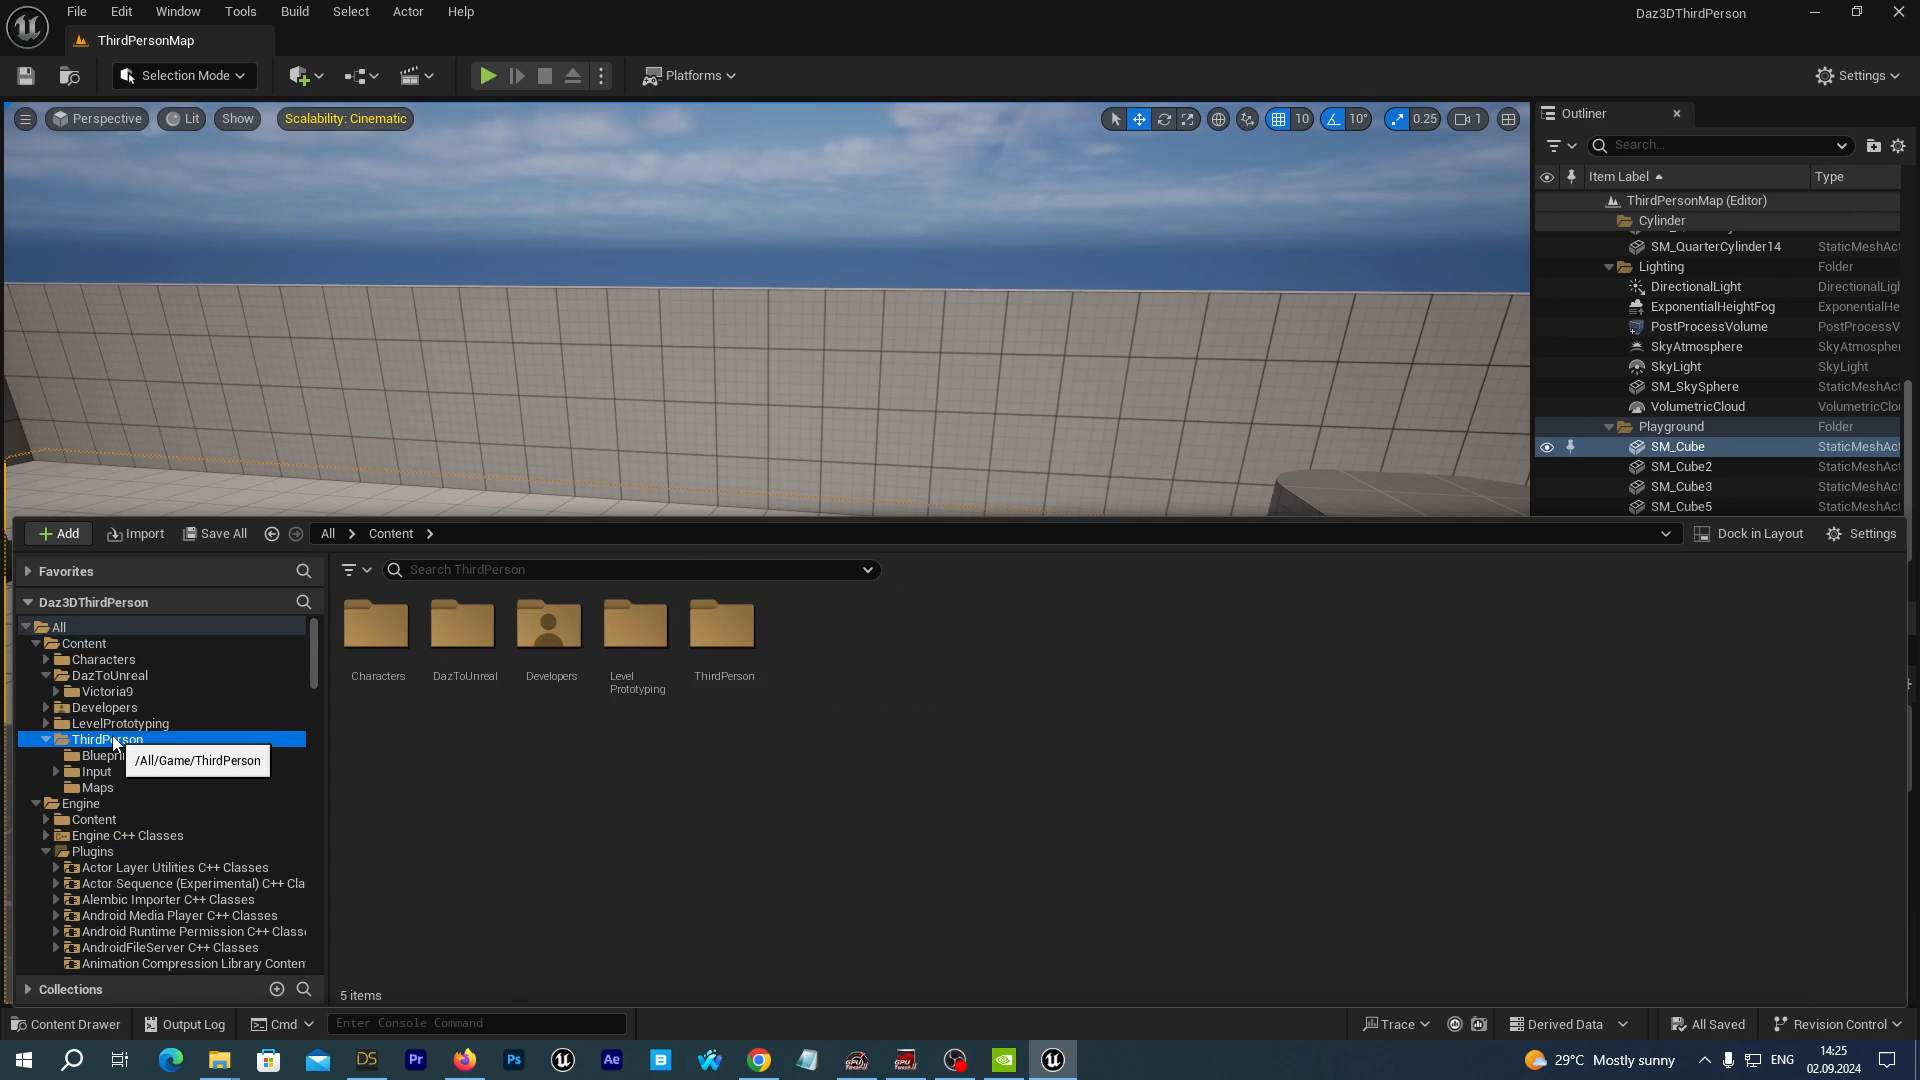 File Edit Window Tools Build Select Actor Help
Daz3DThirdPerson
ThirdPersonMap
Selection Mode
Platforms
Settings
Perspective
Lit
Show
Scalability: Cinematic
10
10°
0.25
1
Outliner
Search...
Item Label
Type
ThirdPersonMap (Editor)
Cylinder
SM_QuarterCylinder14 StaticMeshAct
Lighting Folder
DirectionalLight DirectionalLigh
ExponentialHeightFog ExponentialHe
PostProcessVolume PostProcessV
SkyAtmosphere SkyAtmospher
SkyLight SkyLight
SM_SkySphere StaticMeshAct
VolumetricCloud VolumetricClou
Playground Folder
SM_Cube StaticMeshAct
SM_Cube2 StaticMeshAct
SM_Cube3 StaticMeshAct
SM_Cube5 StaticMeshAct
Add Import Save All All Content Dock in Layout Settings
Favorites
Search ThirdPerson
Daz3DThirdPerson
All
Content
Characters
DazToUnreal
Victoria9
Developers
LevelPrototyping
ThirdPerson
Blueprin
/All/Game/ThirdPerson
Input
Maps
Engine
Content
Engine C++ Classes
Plugins
Actor Layer Utilities C++ Classes
Actor Sequence (Experimental) C++ Cla
Alembic Importer C++ Classes
Android Media Player C++ Classes
Android Runtime Permission C++ Classe
AndroidFileServer C++ Classes
Animation Compression Library Conten
Characters
DazToUnreal
Developers
Level
Prototyping
ThirdPerson
Collections
5 items
Content Drawer Output Log Cmd Enter Console Command Trace Derived Data All Saved Revision Control
DS Pr Ps Ae
29°C Mostly sunny ENG
14:25
02.09.2024